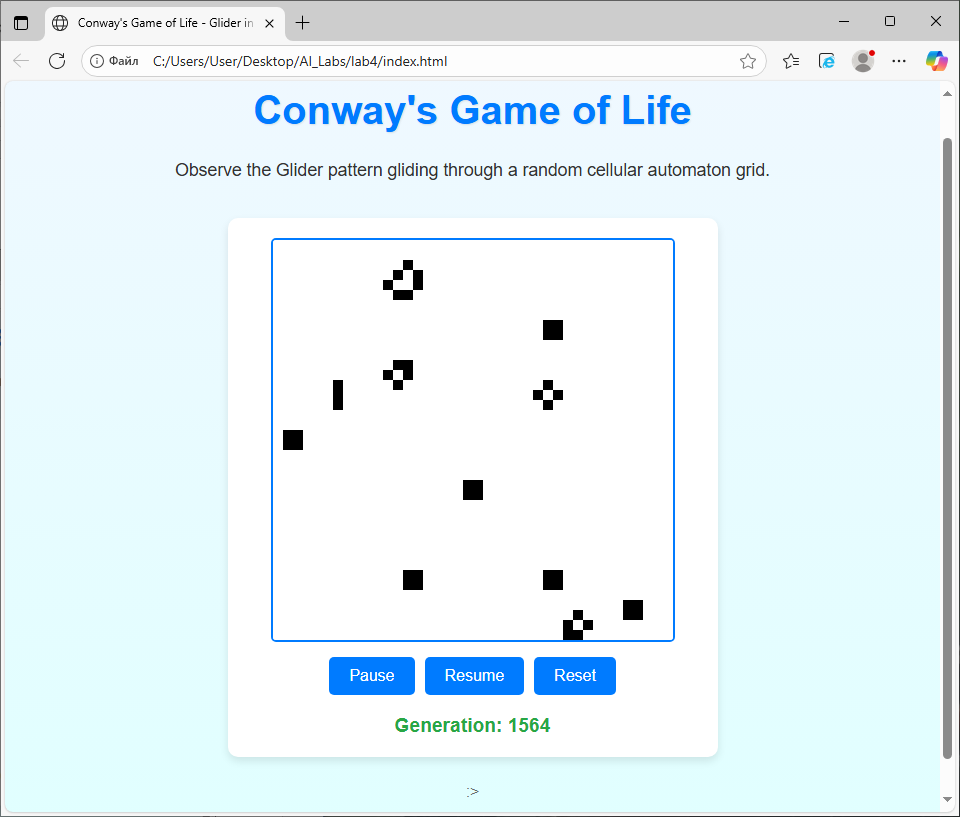 Conway's Game of Life - Glider in
Файл C:/Users/User/Desktop/AI_Labs/lab4/index.html
Conway's Game of Life
Observe the Glider pattern gliding through a random cellular automaton grid.
Pause Resume Reset
Generation: 1564
:>